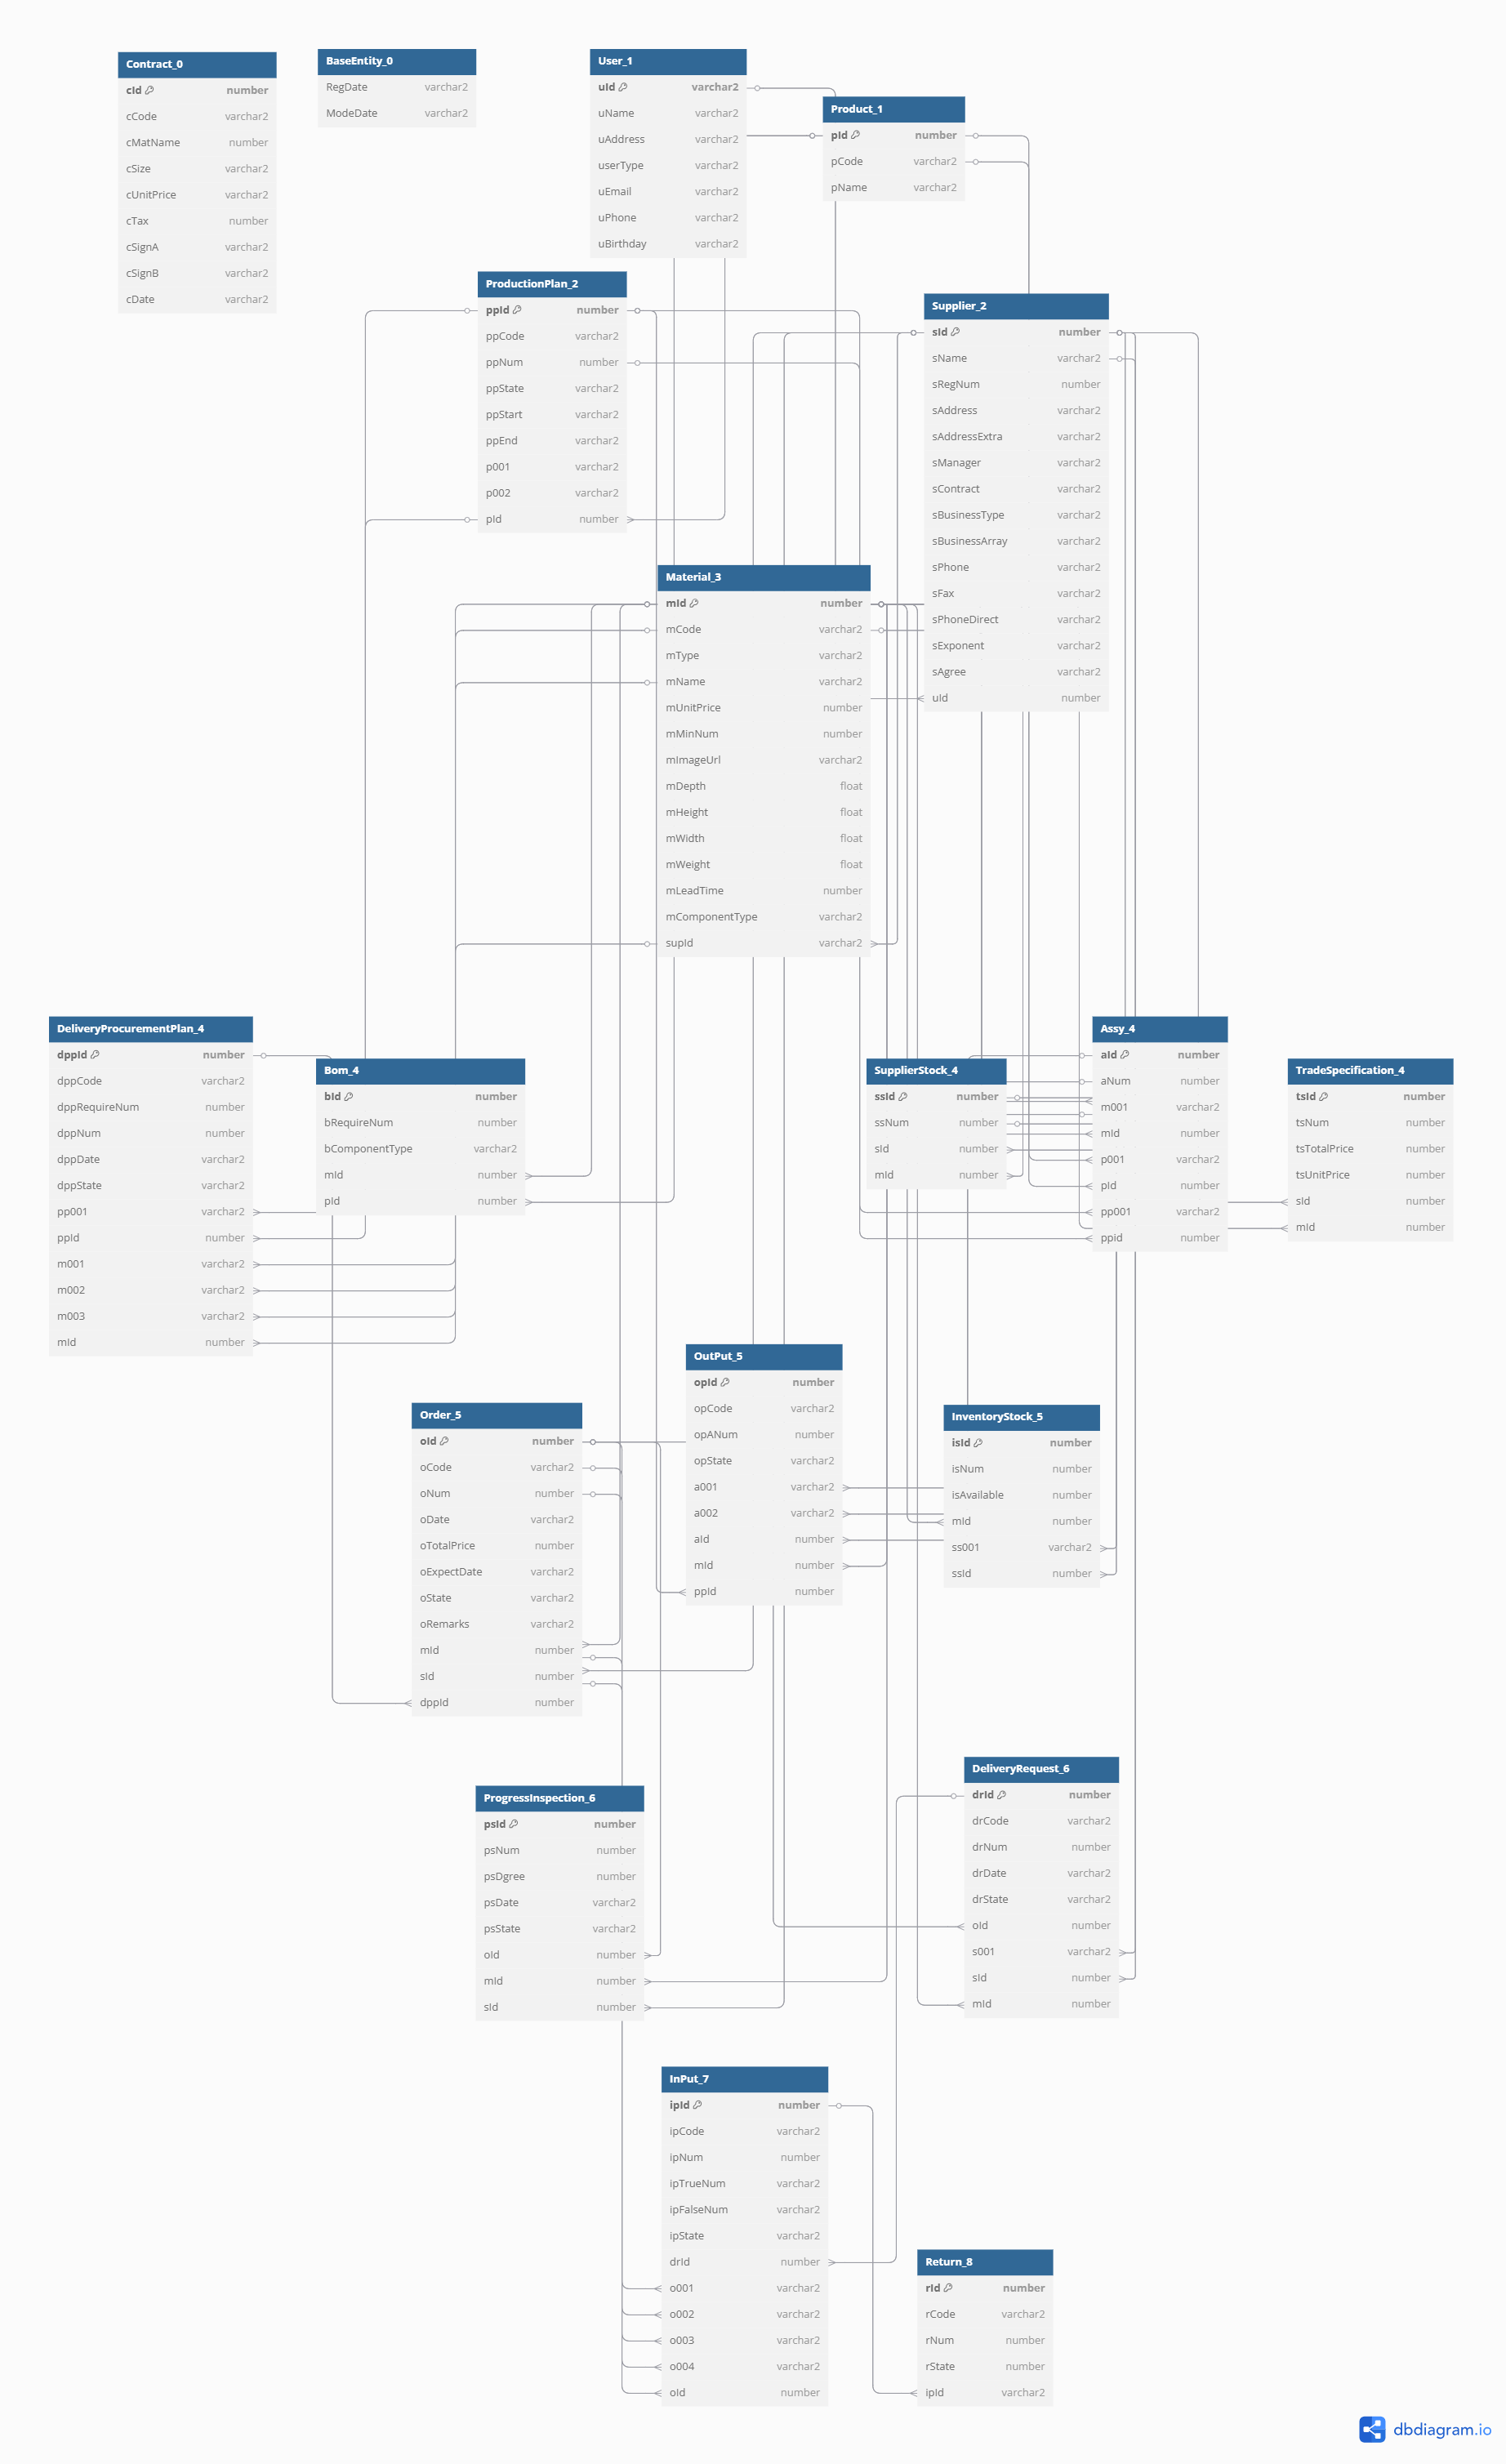 Contract_0
cId number
cCode varchar2
cMatName number
cSize varchar2
cUnitPrice varchar2
cTax number
cSignA varchar2
cSignB varchar2
cDate varchar2
BaseEntity_0
RegDate varchar2
ModeDate varchar2
User_1
uId varchar2
uName varchar2
uAddress varchar2
userType varchar2
uEmail varchar2
uPhone varchar2
uBirthday varchar2
Product_1
pId number
pCode varchar2
pName varchar2
ProductionPlan_2
ppId number
ppCode varchar2
ppNum number
ppState varchar2
ppStart varchar2
ppEnd varchar2
p001 varchar2
p002 varchar2
pId number
Supplier_2
sId number
sName varchar2
sRegNum number
sAddress varchar2
sAddressExtra varchar2
sManager varchar2
sContract varchar2
sBusinessType varchar2
sBusinessArray varchar2
sPhone varchar2
sFax varchar2
sPhoneDirect varchar2
sExponent varchar2
sAgree varchar2
uId number
Material_3
mId number
mCode varchar2
mType varchar2
mName varchar2
mUnitPrice number
mMinNum number
mImageUrl varchar2
mDepth float
mHeight float
mWidth float
mWeight float
mLeadTime number
mComponentType varchar2
supId varchar2
DeliveryProcurementPlan_4
dppId number
dppCode varchar2
dppRequireNum number
dppNum number
dppDate varchar2
dppState varchar2
pp001 varchar2
ppId number
m001 varchar2
m002 varchar2
m003 varchar2
mId number
Bom_4
bId number
bRequireNum number
bComponentType varchar2
mId number
pId number
SupplierStock_4
ssId number
ssNum number
sId number
mId number
Assy_4
aId number
aNum number
m001 varchar2
mId number
p001 varchar2
pId number
pp001 varchar2
ppid number
TradeSpecification_4
tsId number
tsNum number
tsTotalPrice number
tsUnitPrice number
sId number
mId number
OutPut_5
opId number
opCode varchar2
opANum number
opState varchar2
a001 varchar2
a002 varchar2
aId number
mId number
ppId number
Order_5
oId number
oCode varchar2
oNum number
oDate varchar2
oTotalPrice number
oExpectDate varchar2
oState varchar2
oRemarks varchar2
mId number
sId number
dppId number
InventoryStock_5
isId number
isNum number
isAvailable number
mId number
ss001 varchar2
ssId number
ProgressInspection_6
psId number
psNum number
psDgree number
psDate varchar2
psState varchar2
oId number
mId number
sId number
DeliveryRequest_6
drId number
drCode varchar2
drNum number
drDate varchar2
drState varchar2
oId number
s001 varchar2
sId number
mId number
InPut_7
ipId number
ipCode varchar2
ipNum number
ipTrueNum varchar2
ipFalseNum varchar2
ipState varchar2
drId number
o001 varchar2
o002 varchar2
o003 varchar2
o004 varchar2
oId number
Return_8
rId number
rCode varchar2
rNum number
rState number
ipId varchar2
dbdiagram.io